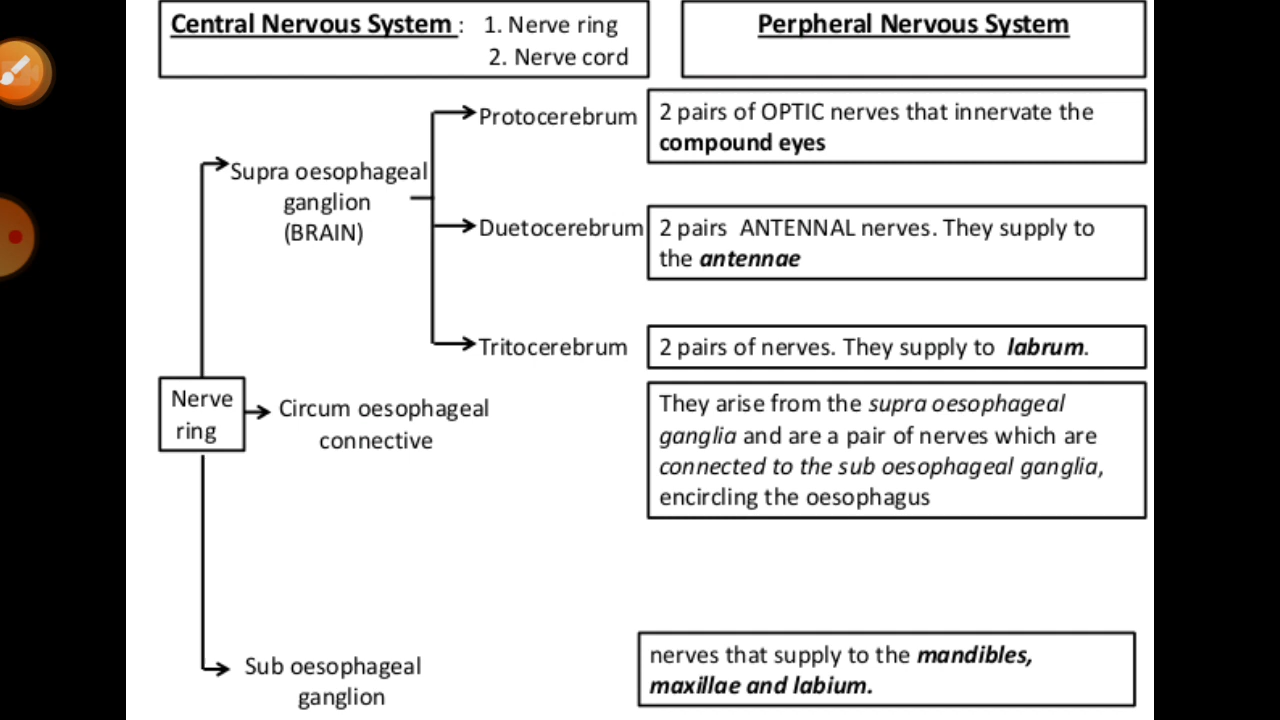 Central Nervous System : 1. Nerve ring
2. Nerve cord
Perpheral Nervous System
Protocerebrum
2 pairs of OPTIC nerves that innervate the
compound eyes
Supra oesophageal
ganglion
(BRAIN)
Duetocerebrum
2 pairs ANTENNAL nerves. They supply to
the antennae
Tritocerebrum
2 pairs of nerves. They supply to labrum.
Nerve
ring
Circum oesophageal
connective
They arise from the supra oesophageal
ganglia and are a pair of nerves which are
connected to the sub oesophageal ganglia,
encircling the oesophagus
Sub oesophageal
ganglion
nerves that supply to the mandibles,
maxillae and labium.